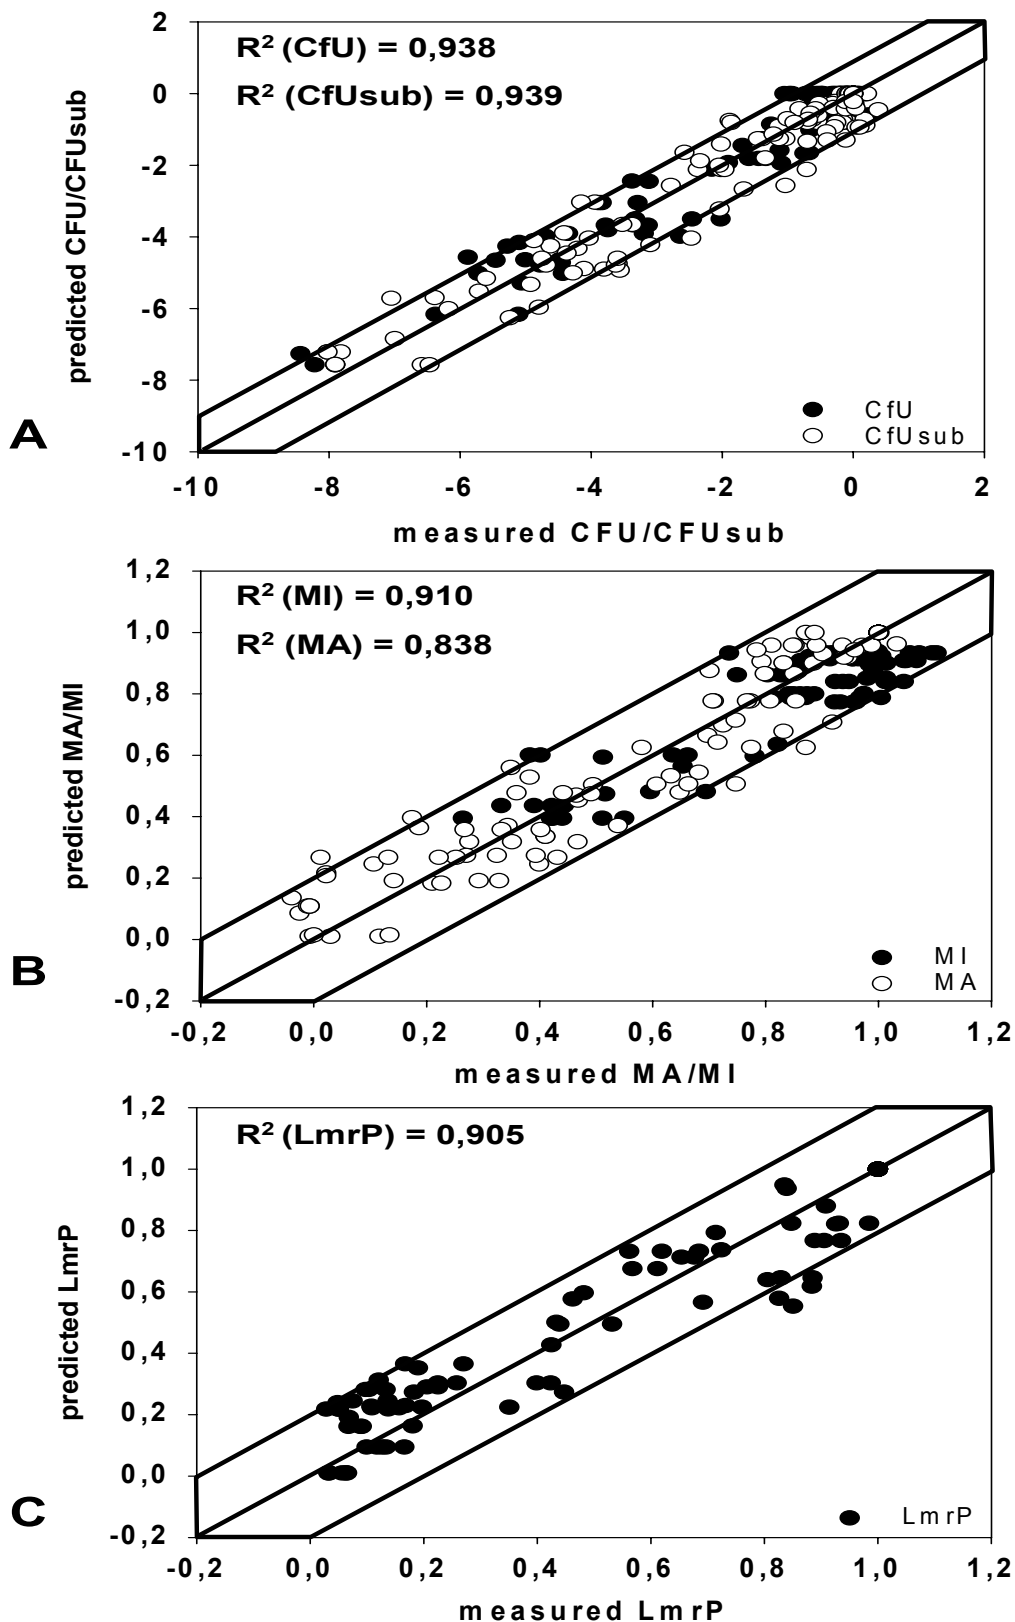 2
R² (CfU) = 0,938
0
R² (CfUsub) = 0,939
-2
-4
-6
-8
-10
predicted CFU/CFUsub
A
CfU
CfUsub
-10 -8 -6 -4 -2 0 2
measured CFU/CFUsub
1,2
R² (MI) = 0,910
1,0
R² (MA) = 0,838
0,8
0,6
0,4
0,2
0,0
-0,2
predicted MA/MI
B
MI
MA
-0,2 0,0 0,2 0,4 0,6 0,8 1,0 1,2
measured MA/MI
1,2
R² (LmrP) = 0,905
1,0
0,8
0,6
0,4
0,2
0,0
-0,2
predicted LmrP
C
LmrP
-0,2 0,0 0,2 0,4 0,6 0,8 1,0 1,2
measured LmrP